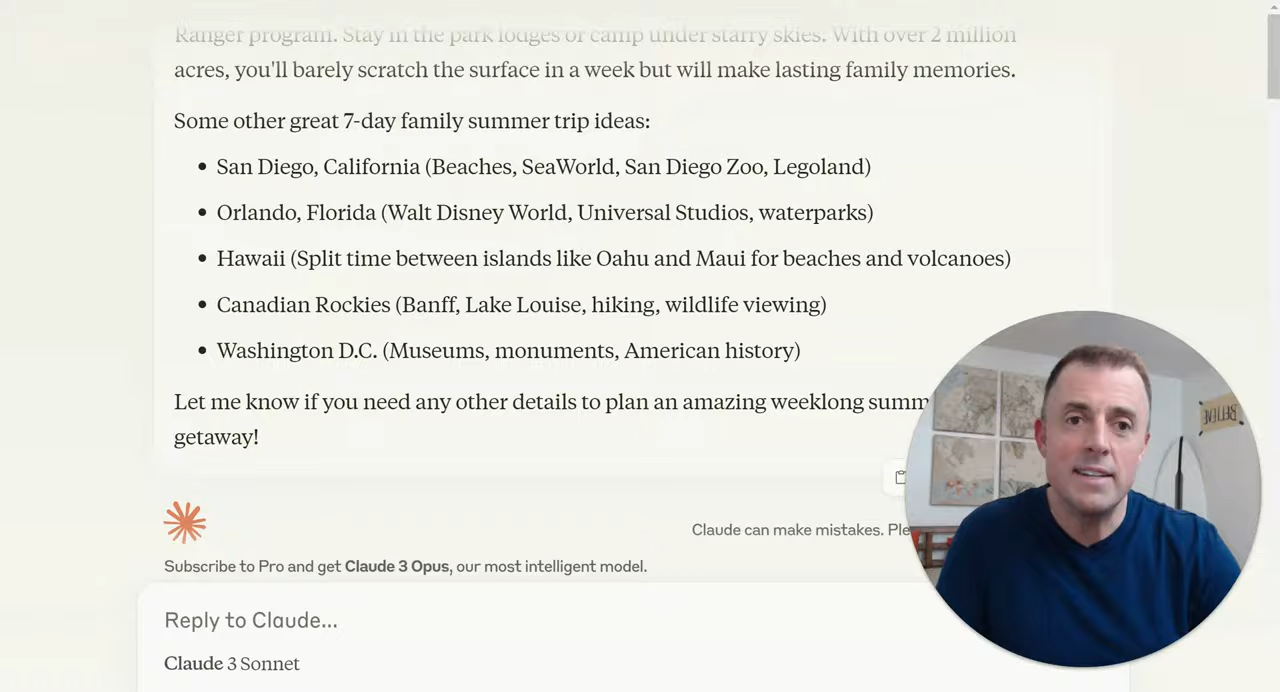 Ranger program. Stay in the park lodges or camp under starry skies. With over 2 million
acres, you'll barely scratch the surface in a week but will make lasting family memories.
Some other great 7-day family summer trip ideas:
• San Diego, California (Beaches, SeaWorld, San Diego Zoo, Legoland)
• Orlando, Florida (Walt Disney World, Universal Studios, waterparks)
• Hawaii (Split time between islands like Oahu and Maui for beaches and volcanoes)
• Canadian Rockies (Banff, Lake Louise, hiking, wildlife viewing)
• Washington D.C. (Museums, monuments, American history)
Let me know if you need any other details to plan an amazing weeklong summ
getaway!
BELIEVE
Claude can make mistakes. Ple
Subscribe to Pro and get Claude 3 Opus, our most intelligent model.
Reply to Claude...
Claude 3 Sonnet